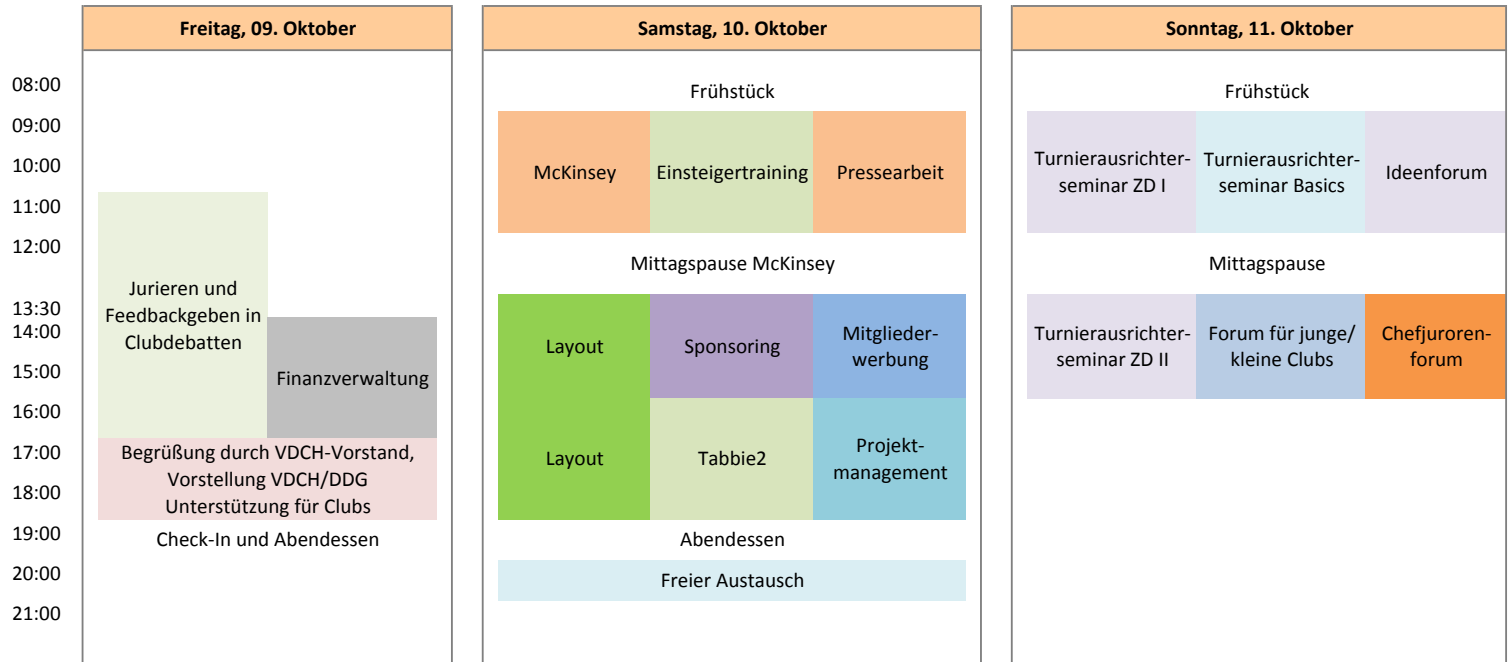 Freitag, 09. Oktober
Samstag, 10. Oktober
Sonntag, 11. Oktober
08:00
09:00
10:00
11:00
12:00
13:30
14:00
15:00
16:00
17:00
18:00
19:00
20:00
21:00
Jurieren und
Feedbackgeben in
Clubdebatten
Finanzverwaltung
Begrüßung durch VDCH-Vorstand,
Vorstellung VDCH/DDG
Unterstützung für Clubs
Check-In und Abendessen
Frühstück
McKinsey
Einsteigertraining
Pressearbeit
Mittagspause McKinsey
Layout
Sponsoring
Mitglieder-
werbung
Layout
Tabbie2
Projekt-
management
Abendessen
Freier Austausch
Frühstück
Turnierausrichter-
seminar ZD I
Turnierausrichter-
seminar Basics
Ideenforum
Mittagspause
Turnierausrichter-
seminar ZD II
Forum für junge/
kleine Clubs
Chefjuroren-
forum